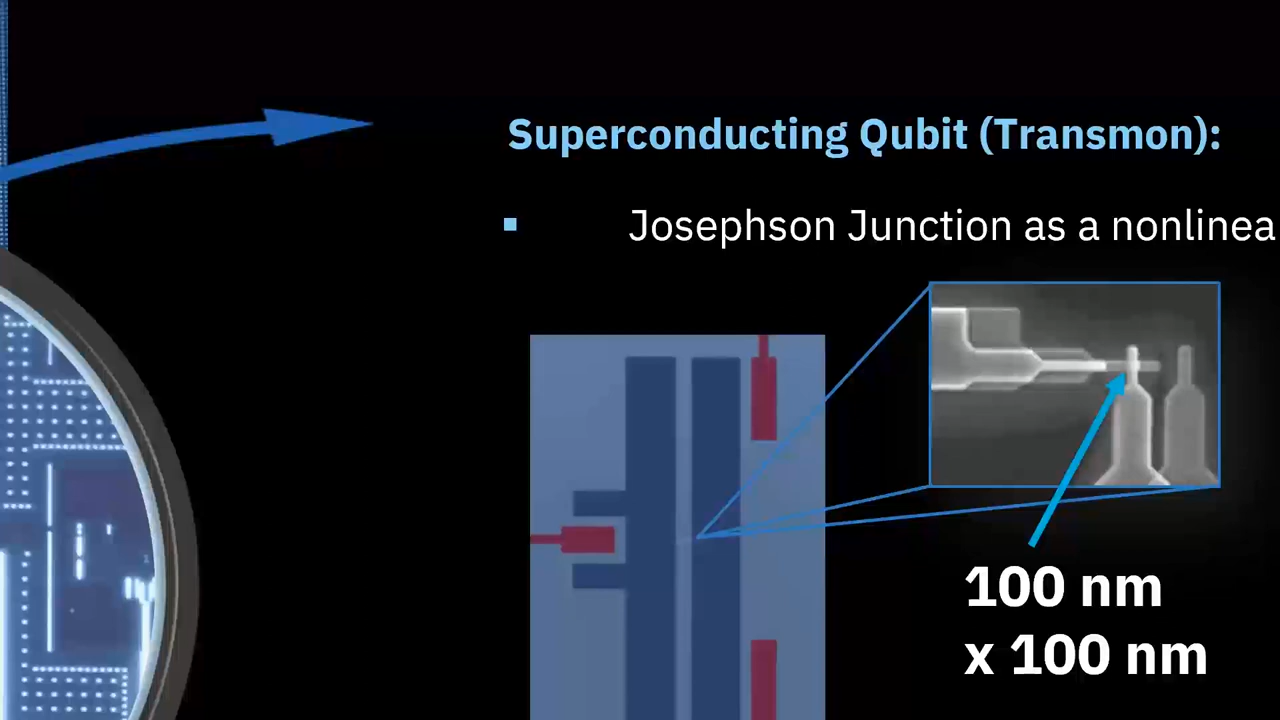 Superconducting Qubit (Transmon):
Josephson Junction as a nonlinea
100 nm
x 100 nm